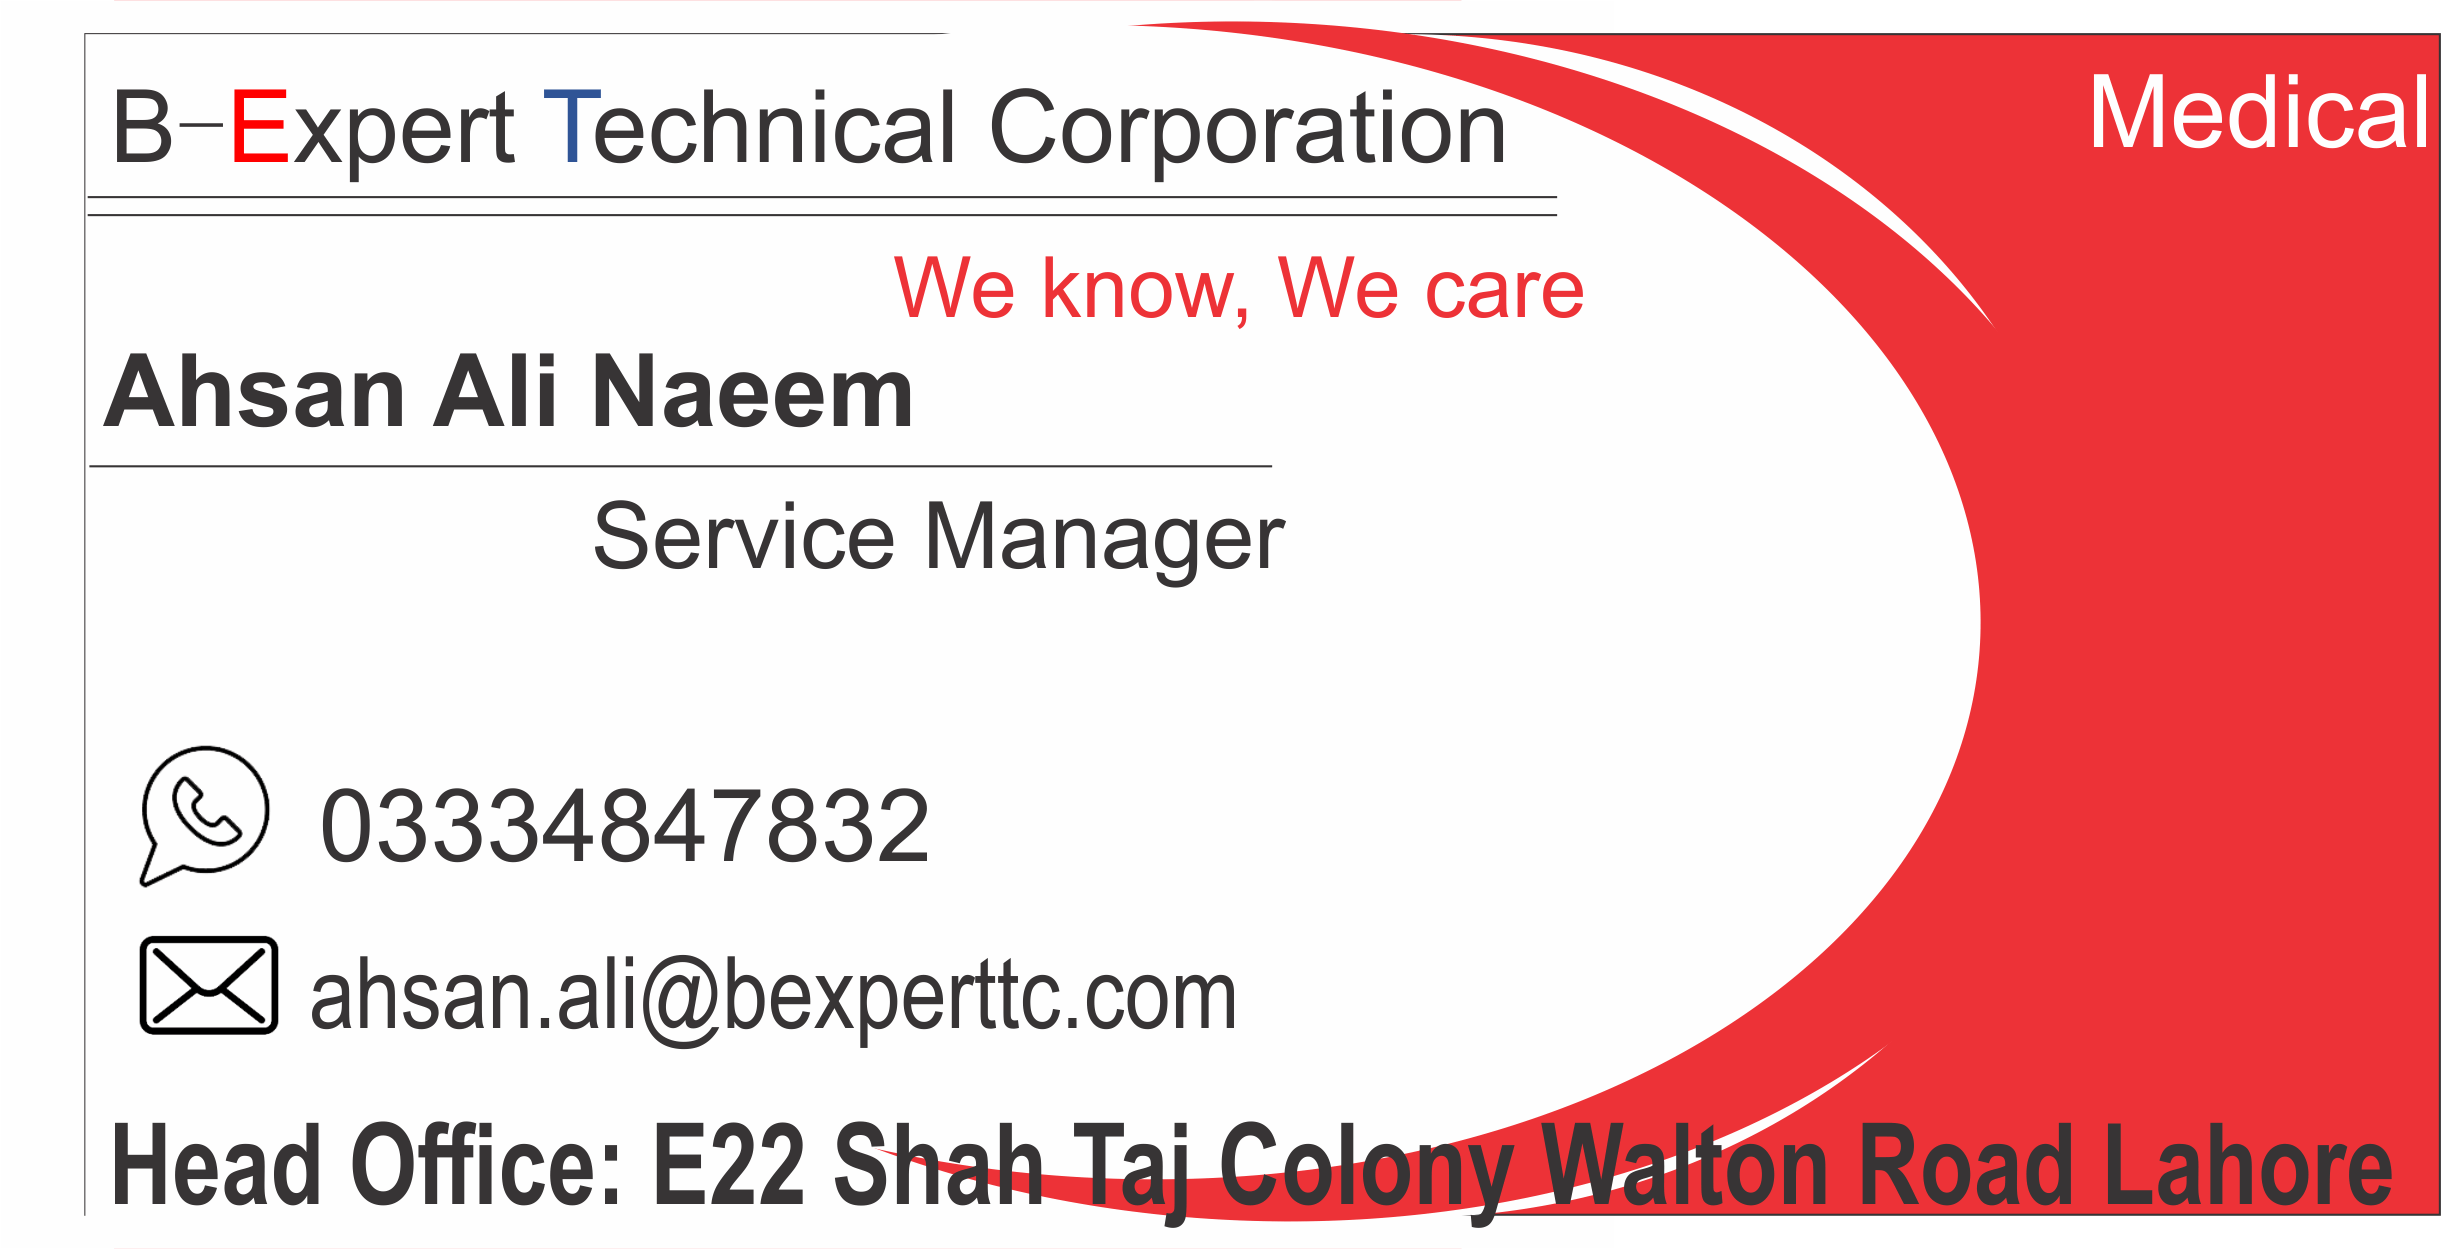 B-Expert Technical Corporation
Medical
We know, We care
Ahsan Ali Naeem
Service Manager
03334847832
ahsan.ali@bexperttc.com
Head Office: E22 Shah Taj Colony Walton Road Lahore